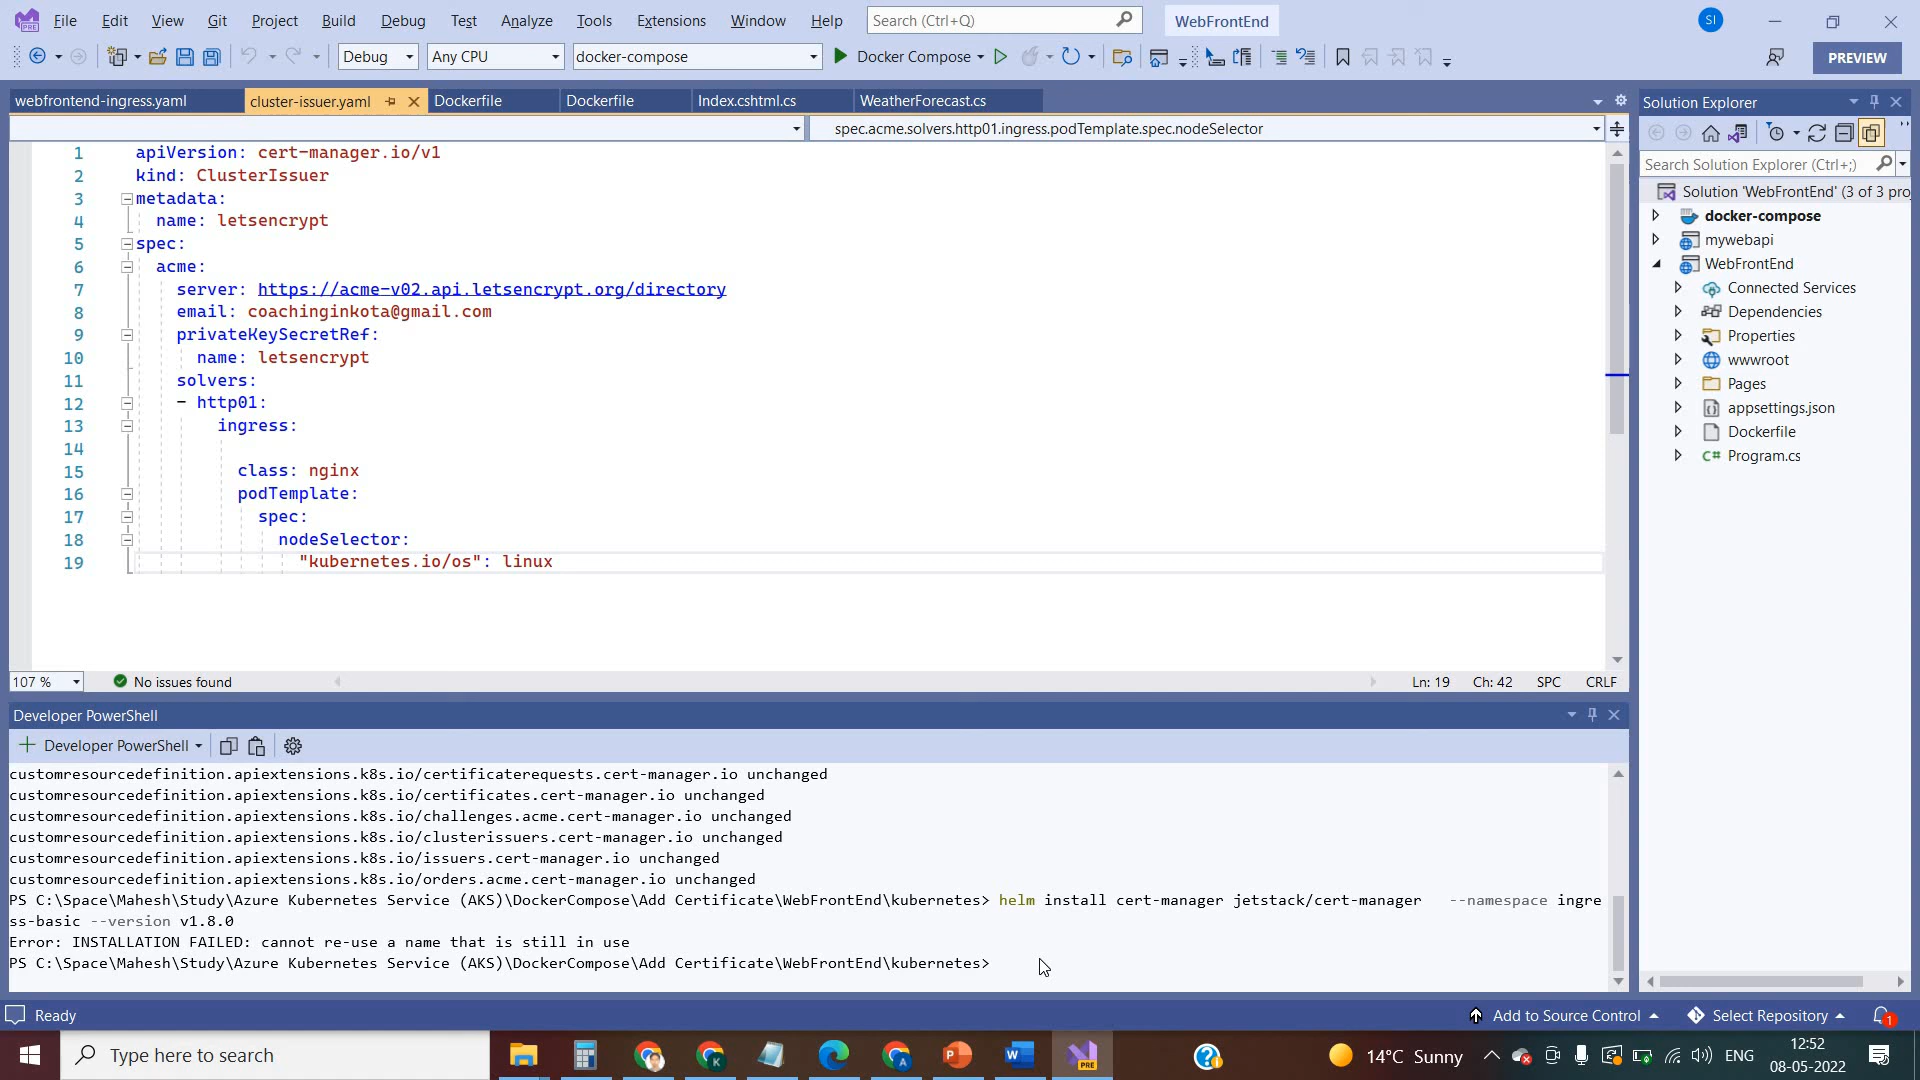 File Edit View Git Project Build Debug Test Analyze Tools Extensions Window Help Search (Ctrl+Q) WebFrontEnd SI
Debug Any CPU docker-compose Docker Compose PREVIEW
webfrontend-ingress.yaml cluster-issuer.yaml Dockerfile Dockerfile Index.cshtml.cs WeatherForecast.cs
spec.acme.solvers.http01.ingress.podTemplate.spec.nodeSelector
1 apiVersion: cert-manager.io/v1
2 kind: ClusterIssuer
3 metadata:
4 name: letsencrypt
5 spec:
6 acme:
7 server: https://acme-v02.api.letsencrypt.org/directory
8 email: coachinginkota@gmail.com
9 privateKeySecretRef:
10 name: letsencrypt
11 solvers:
12 - http01:
13 ingress:
14
15 class: nginx
16 podTemplate:
17 spec:
18 nodeSelector:
19 "kubernetes.io/os": linux
107 % No issues found Ln: 19 Ch: 42 SPC CRLF
Developer PowerShell
Developer PowerShell
customresourcedefinition.apiextensions.k8s.io/certificaterequests.cert-manager.io unchanged
customresourcedefinition.apiextensions.k8s.io/certificates.cert-manager.io unchanged
customresourcedefinition.apiextensions.k8s.io/challenges.acme.cert-manager.io unchanged
customresourcedefinition.apiextensions.k8s.io/clusterissuers.cert-manager.io unchanged
customresourcedefinition.apiextensions.k8s.io/issuers.cert-manager.io unchanged
customresourcedefinition.apiextensions.k8s.io/orders.acme.cert-manager.io unchanged
PS C:\Space\Mahesh\Study\Azure Kubernetes Service (AKS)\DockerCompose\Add Certificate\WebFrontEnd\kubernetes> helm install cert-manager jetstack/cert-manager --namespace ingre
ss-basic --version v1.8.0
Error: INSTALLATION FAILED: cannot re-use a name that is still in use
PS C:\Space\Mahesh\Study\Azure Kubernetes Service (AKS)\DockerCompose\Add Certificate\WebFrontEnd\kubernetes>
Solution Explorer
Search Solution Explorer (Ctrl+;)
Solution 'WebFrontEnd' (3 of 3 pro
docker-compose
mywebapi
WebFrontEnd
Connected Services
Dependencies
Properties
wwwroot
Pages
appsettings.json
Dockerfile
C# Program.cs
Ready Add to Source Control Select Repository 1
Type here to search 14°C Sunny ENG 12:52
08-05-2022